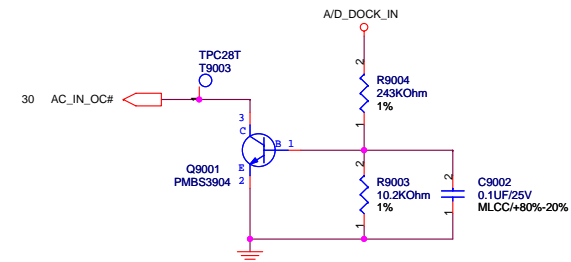 A/D_DOCK_IN
TPC28T
T9003
2
R9004
243KOhm
1%
1
30 AC_IN_OC#
3
C
B 1
E
2
Q9001
PMBS3904
2
R9003
10.2KOhm
1%
1
2
C9002
0.1UF/25V
MLCC/+80%-20%
1